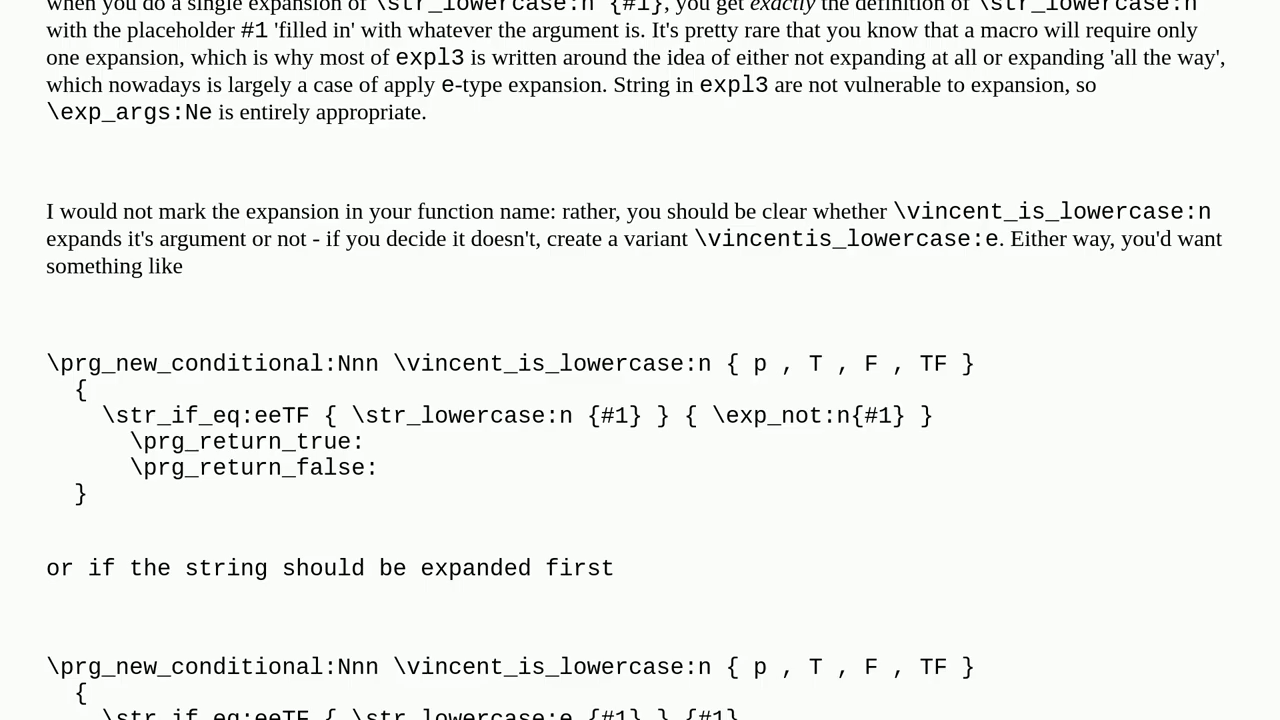 when you do a single expansion of \str_lowercase:n {#1}, you get exactly the definition of \str_lowercase:n
with the placeholder #1 'filled in' with whatever the argument is. It's pretty rare that you know that a macro will require only
one expansion, which is why most of expl3 is written around the idea of either not expanding at all or expanding 'all the way',
which nowadays is largely a case of apply e-type expansion. String in expl3 are not vulnerable to expansion, so
\exp_args:Ne is entirely appropriate.
I would not mark the expansion in your function name: rather, you should be clear whether \vincent_is_lowercase:n
expands it's argument or not - if you decide it doesn't, create a variant \vincentis_lowercase:e. Either way, you'd want
something like
\prg_new_conditional:Nnn \vincent_is_lowercase:n { p , T , F , TF }
  {
    \str_if_eq:eeTF { \str_lowercase:n {#1} } { \exp_not:n{#1} }
      \prg_return_true:
      \prg_return_false:
  }
or if the string should be expanded first
\prg_new_conditional:Nnn \vincent_is_lowercase:n { p , T , F , TF }
  {
    \str_if_eq:eeTF { \str_lowercase:e {#1} } {#1}